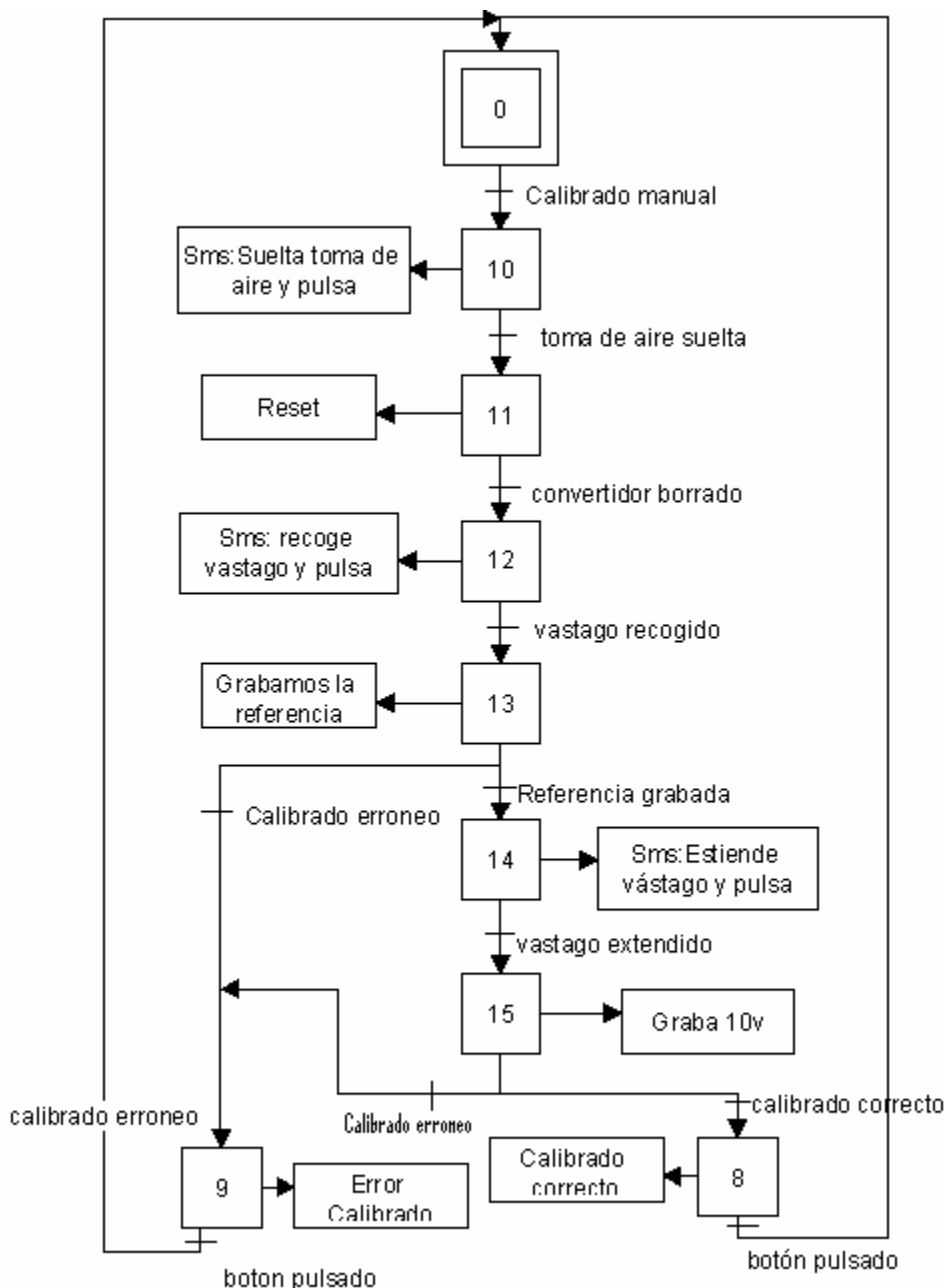 0
Calibrado manual
Sms:Suelta toma de
aire y pulsa
10
toma de aire suelta
Reset
11
convertidor borrado
Sms: recoge
vastago y pulsa
12
vastago recogido
Grabamos la
referencia
13
Calibrado erroneo
Referencia grabada
14
Sms:Estiende
vástago y pulsa
vastago extendido
15
Graba 10v
calibrado erroneo
Calibrado erroneo
calibrado correcto
9
Error
Calibrado
Calibrado
correcto
8
boton pulsado
botón pulsado